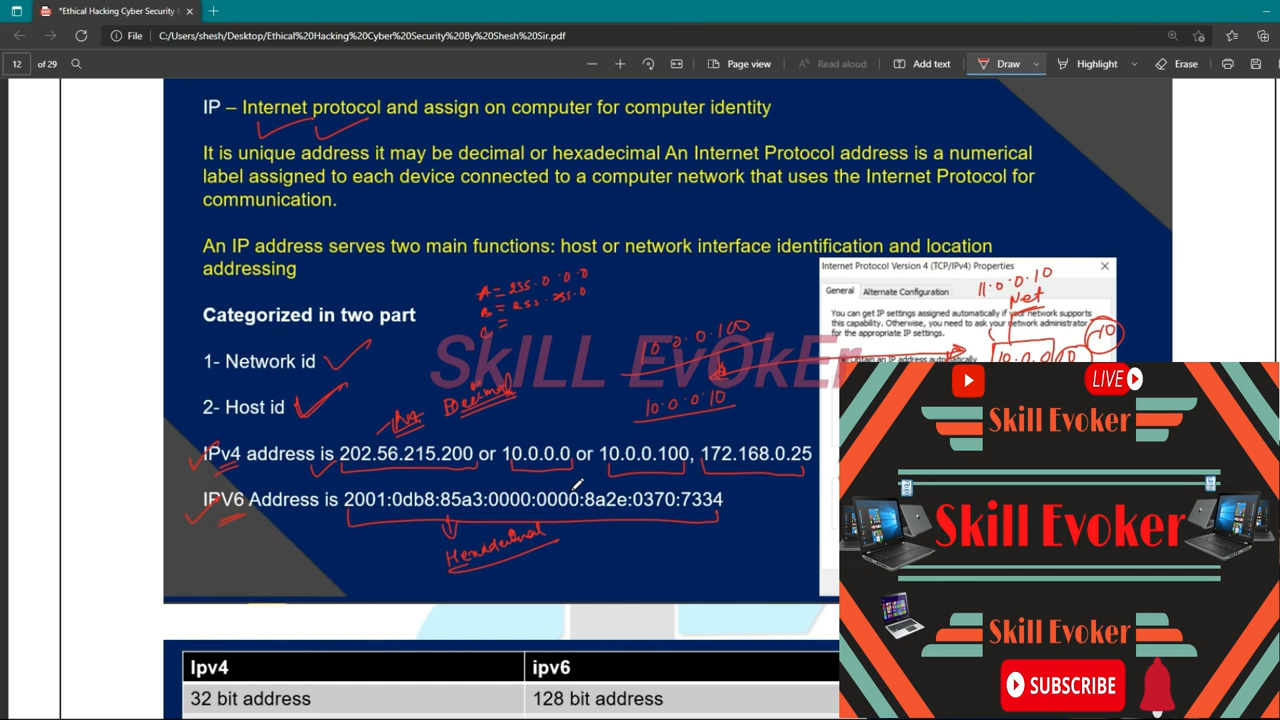 *Ethical Hacking Cyber Security
File C:/Users/shesh/Desktop/Ethical%20Hacking%20Cyber%20Security%20By%20Shesh%20Sir.pdf
12 of 29 Page view Read aloud Add text Draw Highlight Erase
IP – Internet protocol and assign on computer for computer identity
It is unique address it may be decimal or hexadecimal An Internet Protocol address is a numerical
label assigned to each device connected to a computer network that uses the Internet Protocol for
communication.
An IP address serves two main functions: host or network interface identification and location
addressing
A = 255.0.0.0
B = 255.255.0
C =
Categorized in two part
1- Network id
2- Host id
10.0.0.100
10.0.0.10
Decimal
IPv4 address is 202.56.215.200 or 10.0.0.0 or 10.0.0.100, 172.168.0.25
IPV6 Address is 2001:0db8:85a3:0000:0000:8a2e:0370:7334
Hexadecimal
Internet Protocol Version 4 (TCP/IPv4) Properties
General Alternate Configuration
11.0.0.10
Net
You can get IP settings assigned automatically if your network supports
this capability. Otherwise, you need to ask your network administrator
for the appropriate IP settings.
10.0.0 10
Obtain an IP address automatically
SKILL EVOKER
LIVE
Skill Evoker
Skill Evoker
Skill Evoker
SUBSCRIBE
Ipv4 ipv6
32 bit address 128 bit address